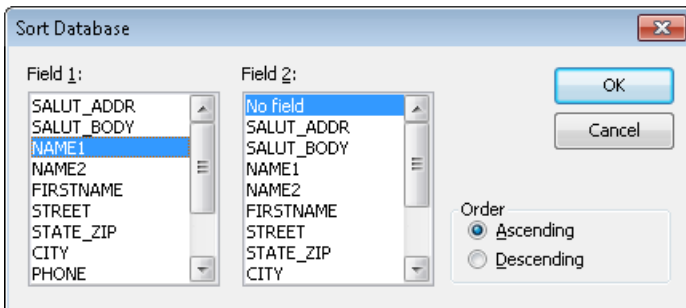 Sort Database
Field 1:
SALUT_ADDR
SALUT_BODY
NAME1
NAME2
FIRSTNAME
STREET
STATE_ZIP
CITY
PHONE
Field 2:
No field
SALUT_ADDR
SALUT_BODY
NAME1
NAME2
FIRSTNAME
STREET
STATE_ZIP
CITY
OK
Cancel
Order
Ascending
Descending